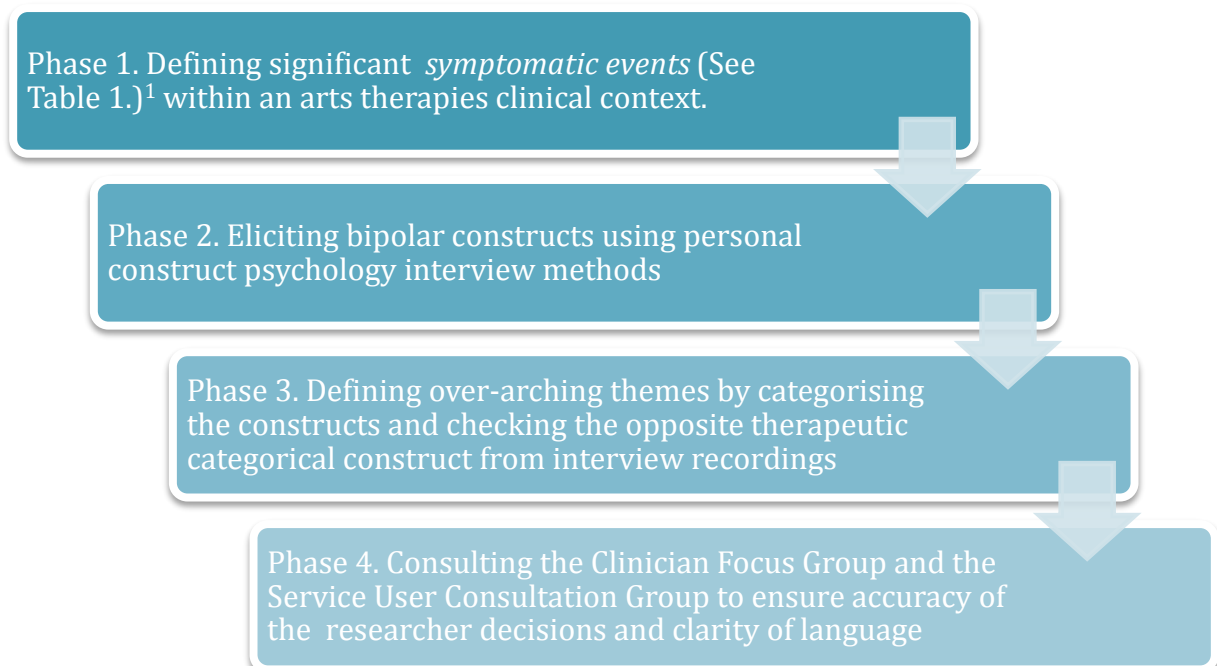 Phase 1. Defining significant symptomatic events (See
Table 1.)¹ within an arts therapies clinical context.
Phase 2. Eliciting bipolar constructs using personal
construct psychology interview methods
Phase 3. Defining over-arching themes by categorising
the constructs and checking the opposite therapeutic
categorical construct from interview recordings
Phase 4. Consulting the Clinician Focus Group and the
Service User Consultation Group to ensure accuracy of
the researcher decisions and clarity of language